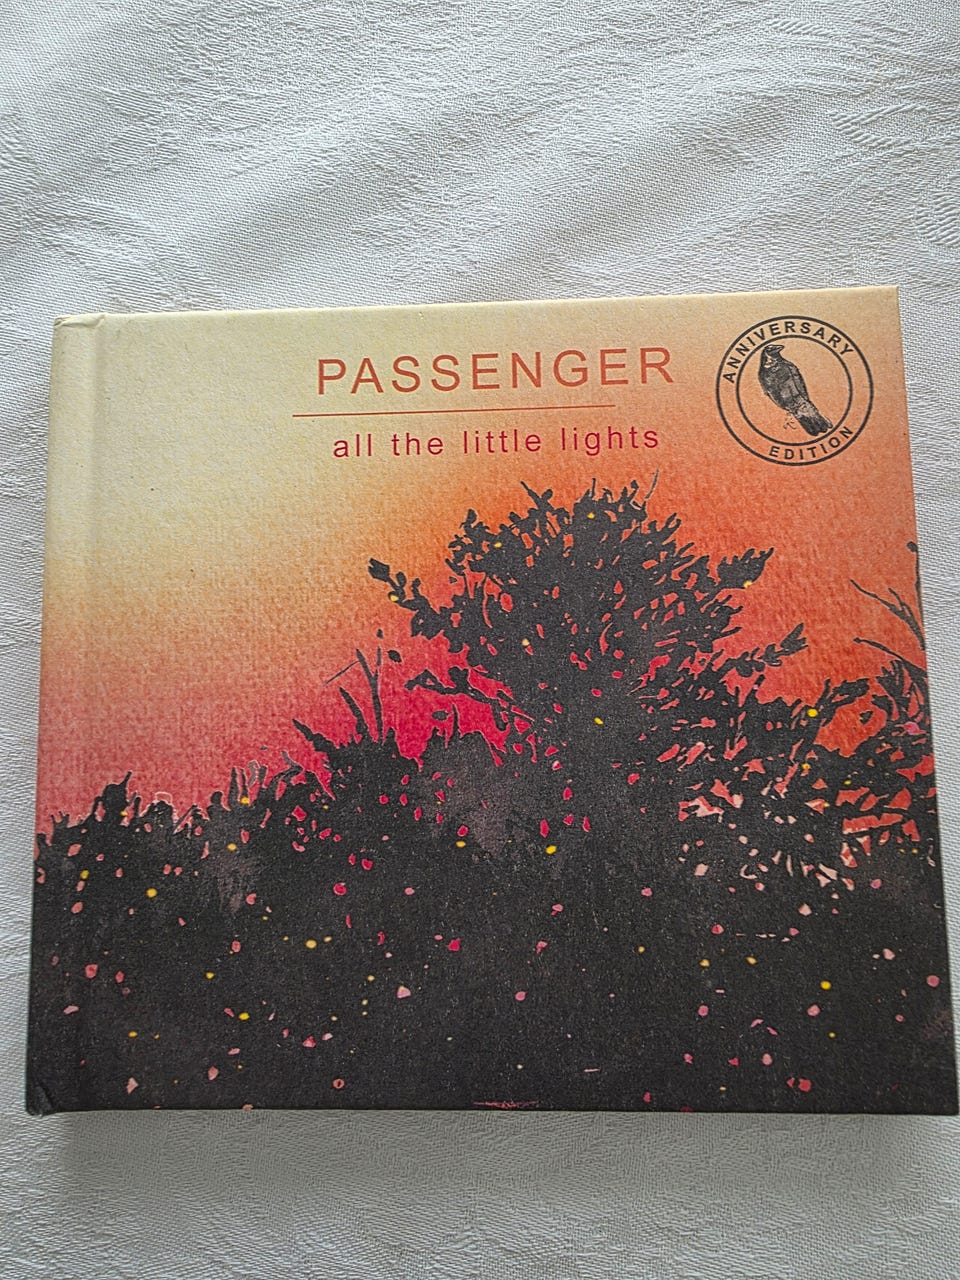 PASSENGER
all the little lights
ANNIVERSARY
EDITION